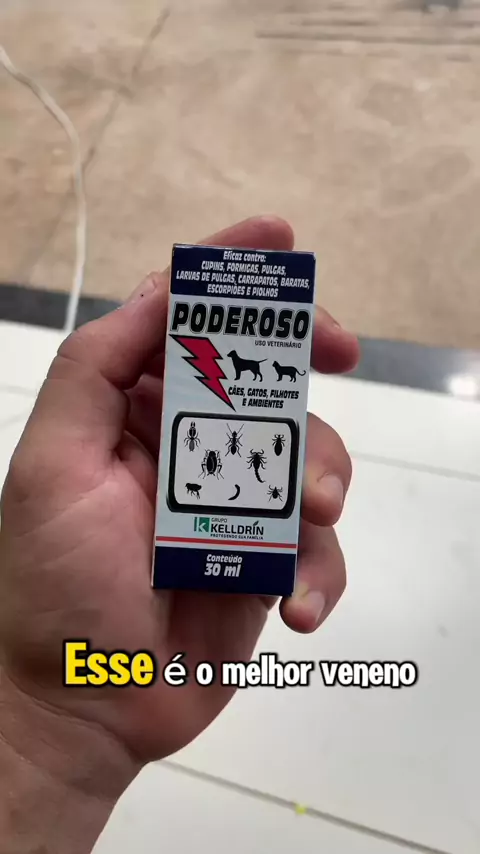 Eficaz contra:
CUPINS, FORMIGAS, PULGAS,
LARVAS DE PULGAS, CARRAPATOS, BARATAS,
ESCORPIÕES E PIOLHOS
PODEROSO
USO VETERINÁRIO
CÃES, GATOS, FILHOTES
E AMBIENTES
GRUPO
KELLDRIN
PROTEGENDO SUA FAMÍLIA
Conteúdo
30 ml
Esse é o melhor veneno